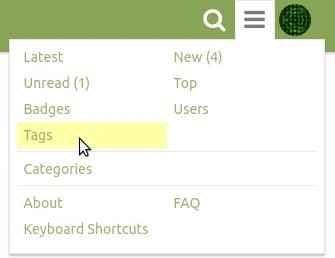 Latest New (4)
Unread (1) Top
Badges Users
Tags
Categories
About FAQ
Keyboard Shortcuts